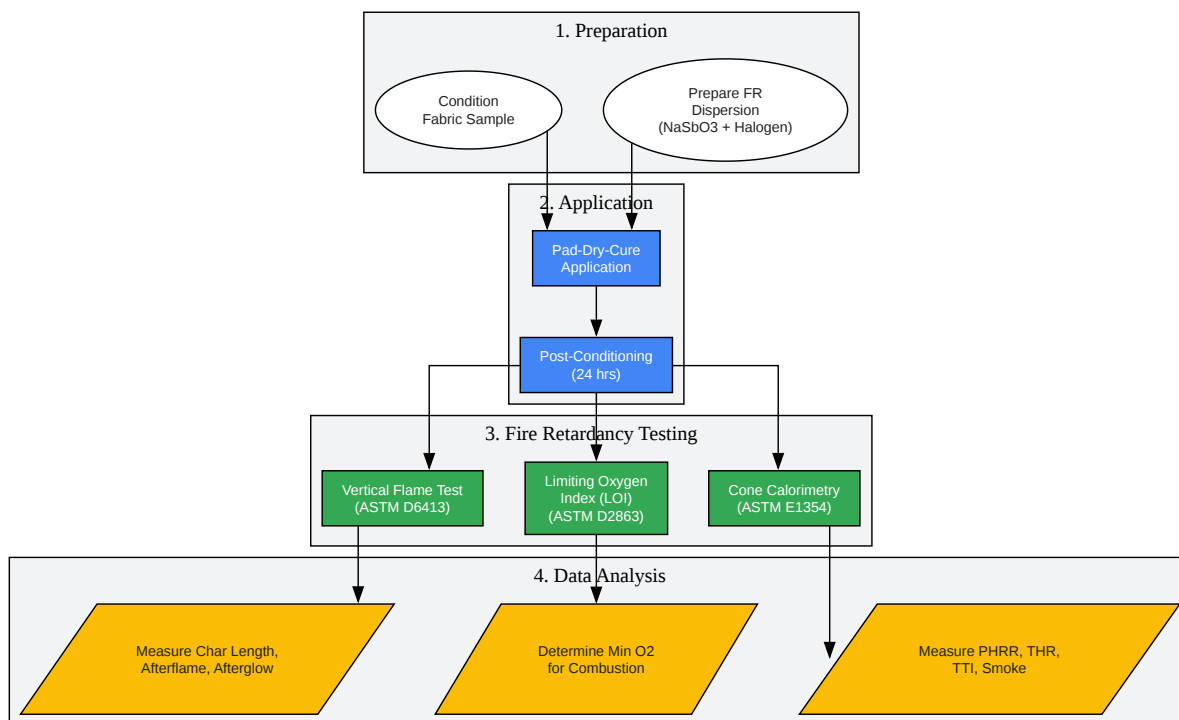 1. Preparation
Condition
Fabric Sample
Prepare FR
Dispersion
(NaSbO3 + Halogen)
2. Application
Pad-Dry-Cure
Application
Post-Conditioning
(24 hrs)
3. Fire Retardancy Testing
Vertical Flame Test
(ASTM D6413)
Limiting Oxygen
Index (LOI)
(ASTM D2863)
Cone Calorimetry
(ASTM E1354)
4. Data Analysis
Measure Char Length,
Afterflame, Afterglow
Determine Min O2
for Combustion
Measure PHRR, THR,
TTI, Smoke